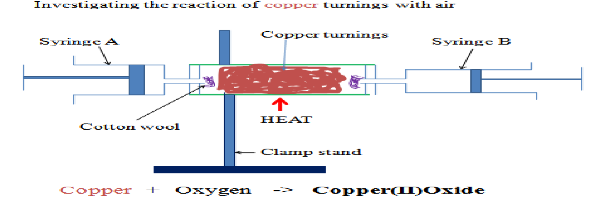 Investigating the reaction of copper turnings with air
Syringe A
Copper turnings
Syringe B
Cotton wool
HEAT
Clamp stand
Copper + Oxygen -> Copper(II)Oxide